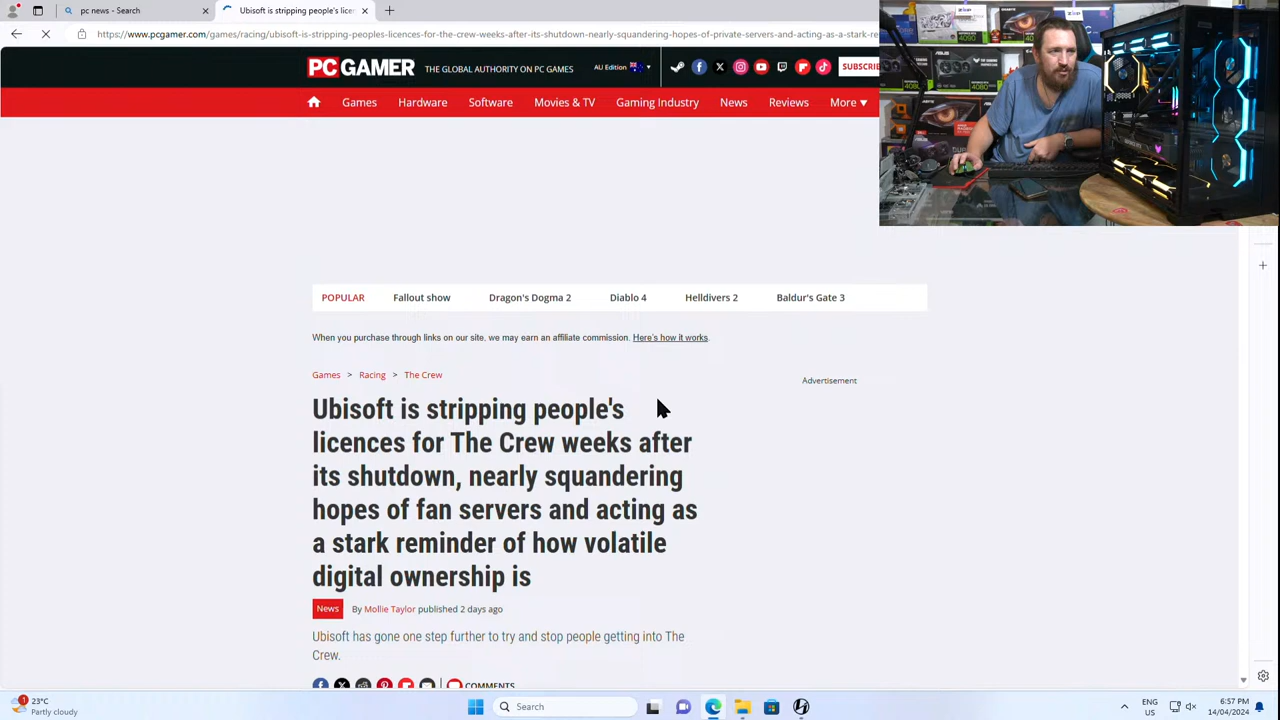 pc news - Search
Ubisoft is stripping people's licen
https://www.pcgamer.com/games/racing/ubisoft-is-stripping-peoples-licences-for-the-crew-weeks-after-its-shutdown-nearly-squandering-hopes-of-private-servers-and-acting-as-a-stark-re
PC GAMER
THE GLOBAL AUTHORITY ON PC GAMES
AU Edition
SUBSCRIBE
Games
Hardware
Software
Movies & TV
Gaming Industry
News
Reviews
More ▼
POPULAR
Fallout show
Dragon's Dogma 2
Diablo 4
Helldivers 2
Baldur's Gate 3
When you purchase through links on our site, we may earn an affiliate commission. Here's how it works.
Games > Racing > The Crew
Advertisement
Ubisoft is stripping people's
licences for The Crew weeks after
its shutdown, nearly squandering
hopes of fan servers and acting as
a stark reminder of how volatile
digital ownership is
News
By Mollie Taylor published 2 days ago
Ubisoft has gone one step further to try and stop people getting into The
Crew.
COMMENTS
1
23°C
Partly cloudy
Search
ENG
US
6:57 PM
14/04/2024